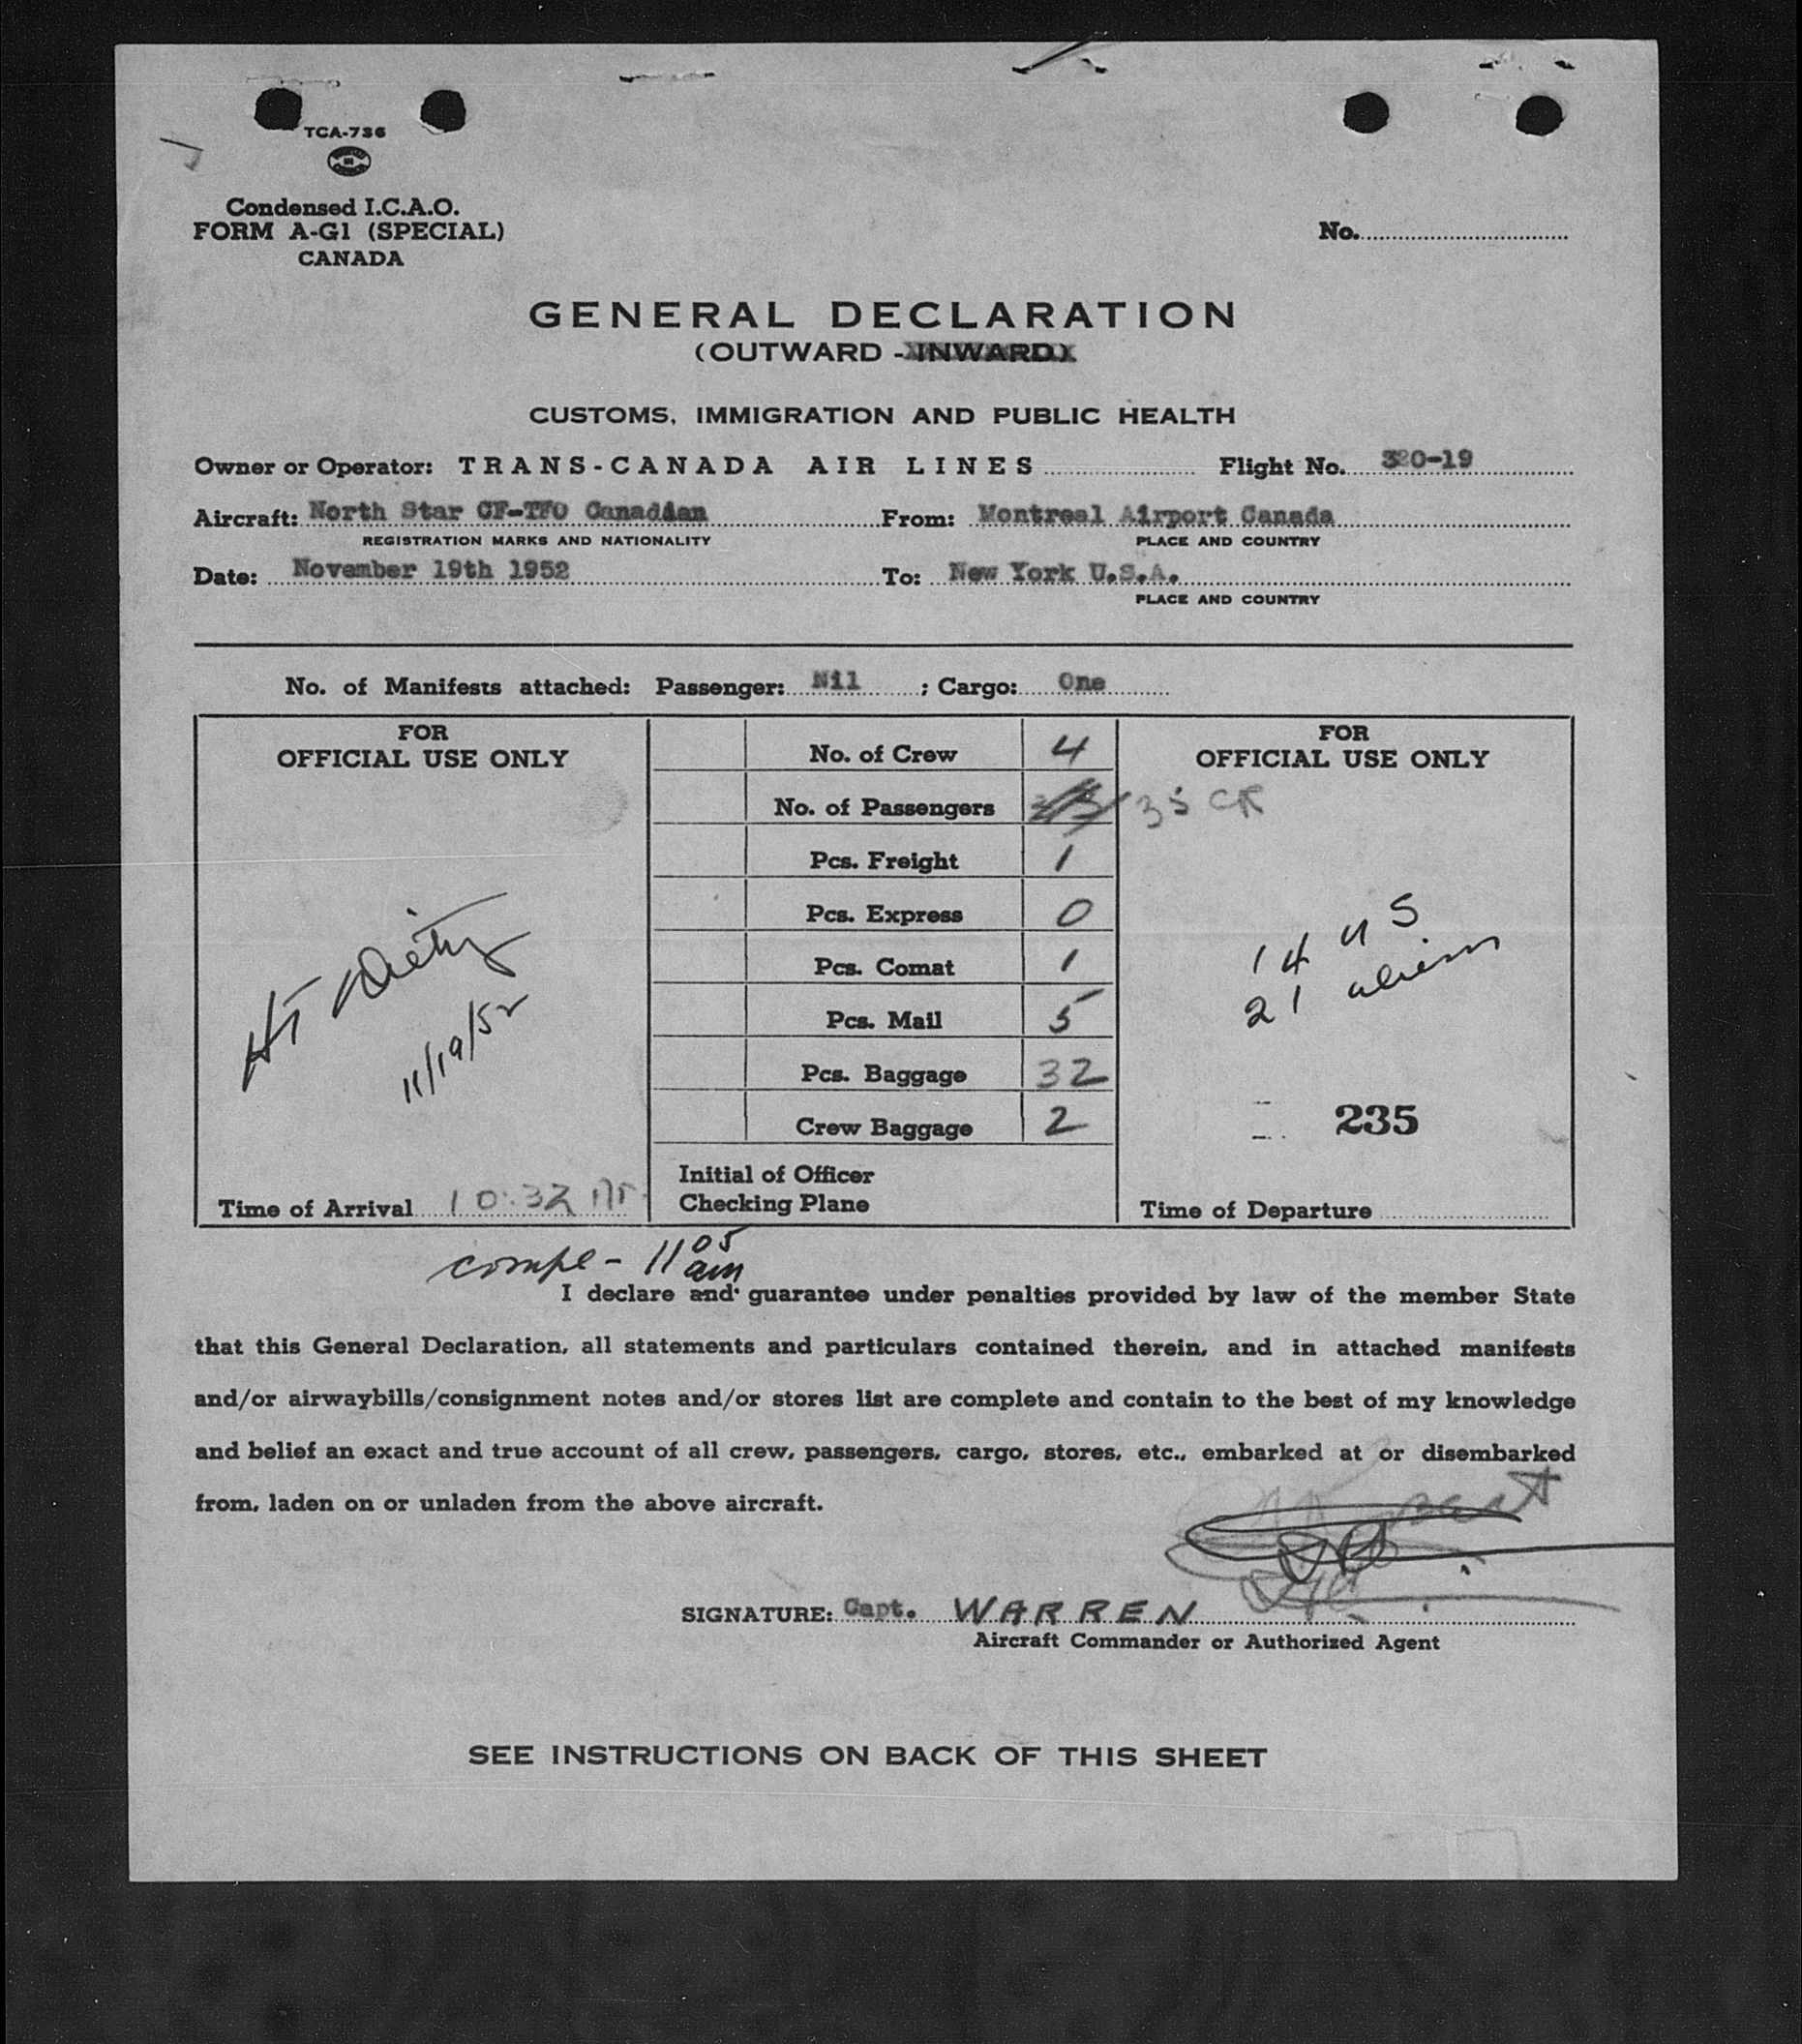 TCA-736
Condensed I.C.A.O.
FORM A-G1 (SPECIAL)
CANADA
No.
GENERAL DECLARATION
(OUTWARD - INWARD)
CUSTOMS, IMMIGRATION AND PUBLIC HEALTH
Owner or Operator: TRANS-CANADA AIR LINES Flight No. 320-19
Aircraft: North Star CF-TFO Canadian From: Montreal Airport Canada
REGISTRATION MARKS AND NATIONALITY PLACE AND COUNTRY
Date: November 19th 1952 To: New York U.S.A.
PLACE AND COUNTRY
No. of Manifests attached: Passenger: Nil ; Cargo: One
FOR
OFFICIAL USE ONLY
11/19/52
Time of Arrival 10:32
No. of Crew 4
No. of Passengers
Pcs. Freight 1
Pcs. Express 0
Pcs. Comat 1
Pcs. Mail 5
Pcs. Baggage 32
Crew Baggage 2
Initial of Officer
Checking Plane
FOR
OFFICIAL USE ONLY
35
14 US
21 aliens
235
Time of Departure
compl - 11 05
am
I declare and guarantee under penalties provided by law of the member State
that this General Declaration, all statements and particulars contained therein, and in attached manifests
and/or airwaybills/consignment notes and/or stores list are complete and contain to the best of my knowledge
and belief an exact and true account of all crew, passengers, cargo, stores, etc., embarked at or disembarked
from, laden on or unladen from the above aircraft.
SIGNATURE: Capt. WARREN
Aircraft Commander or Authorized Agent
SEE INSTRUCTIONS ON BACK OF THIS SHEET